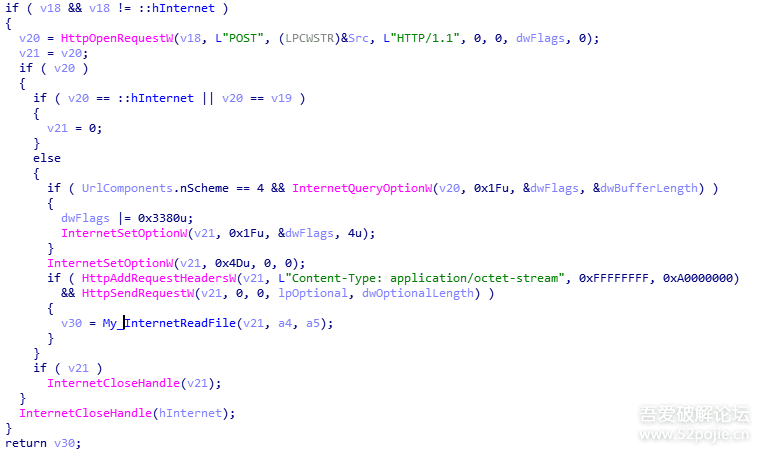 if ( v18 && v18 != ::hInternet )
{
v20 = HttpOpenRequestW(v18, L"POST", (LPCWSTR)&Src, L"HTTP/1.1", 0, 0, dwFlags, 0);
v21 = v20;
if ( v20 )
{
if ( v20 == ::hInternet || v20 == v19 )
{
v21 = 0;
}
else
{
if ( UrlComponents.nScheme == 4 && InternetQueryOptionW(v20, 0x1Fu, &dwFlags, &dwBufferLength) )
{
dwFlags |= 0x3380u;
InternetSetOptionW(v21, 0x1Fu, &dwFlags, 4u);
}
InternetSetOptionW(v21, 0x4Du, 0, 0);
if ( HttpAddRequestHeadersW(v21, L"Content-Type: application/octet-stream", 0xFFFFFFFF, 0xA0000000)
&& HttpSendRequestW(v21, 0, 0, lpOptional, dwOptionalLength) )
{
v30 = My_InternetReadFile(v21, a4, a5);
}
}
if ( v21 )
InternetCloseHandle(v21);
}
InternetCloseHandle(hInternet);
}
return v30;
吾爱破解论坛
www.52pojie.cn